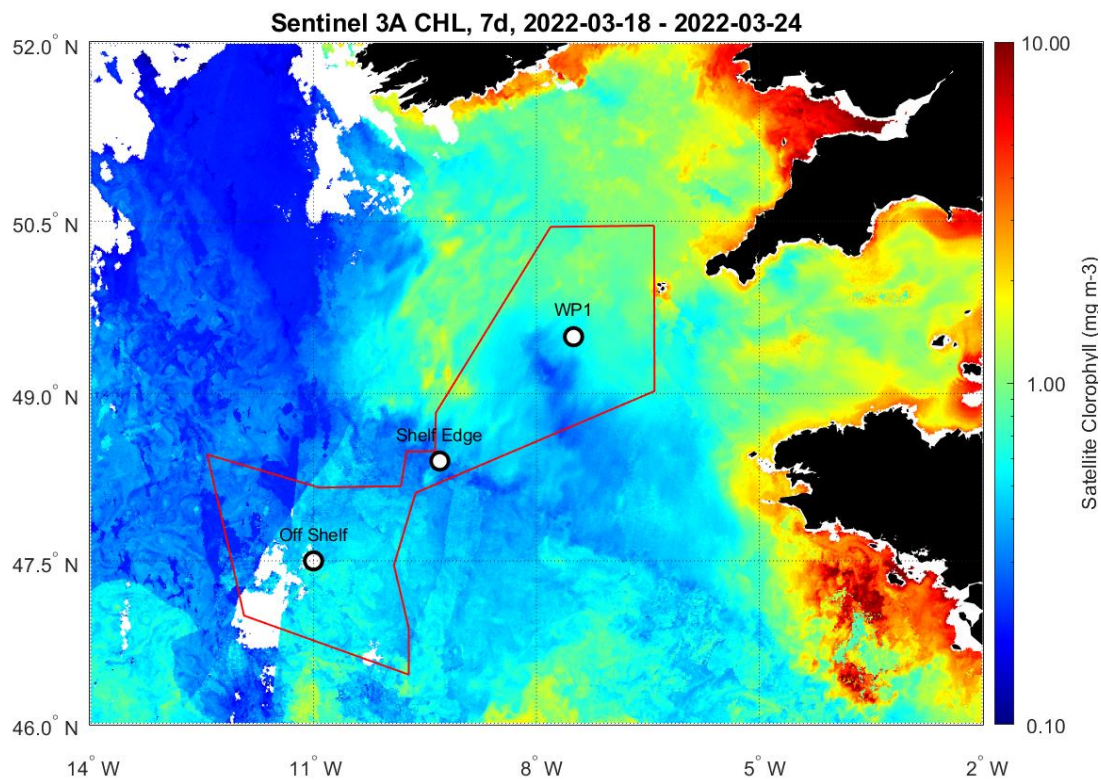 Sentinel 3A CHL, 7d, 2022-03-18 - 2022-03-24
52.0° N
50.5° N
49.0° N
47.5° N
46.0° N
14° W
11° W
8° W
5° W
2° W
WP1
Shelf Edge
Off Shelf
10.00
1.00
0.10
Satellite Clorophyll (mg m-3)